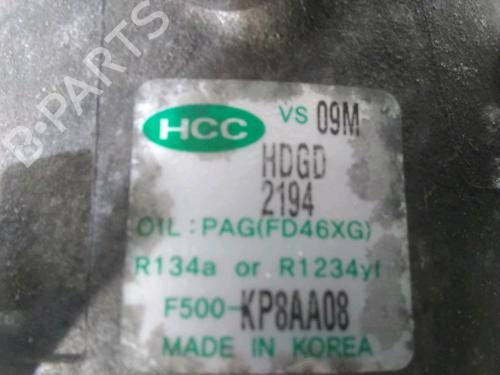 B-PARTS
HCC
VS 09M
HDGD
2194
OIL : PAG(FD46XG)
R134a or R1234yf
F500-KP8AA08
MADE IN KOREA